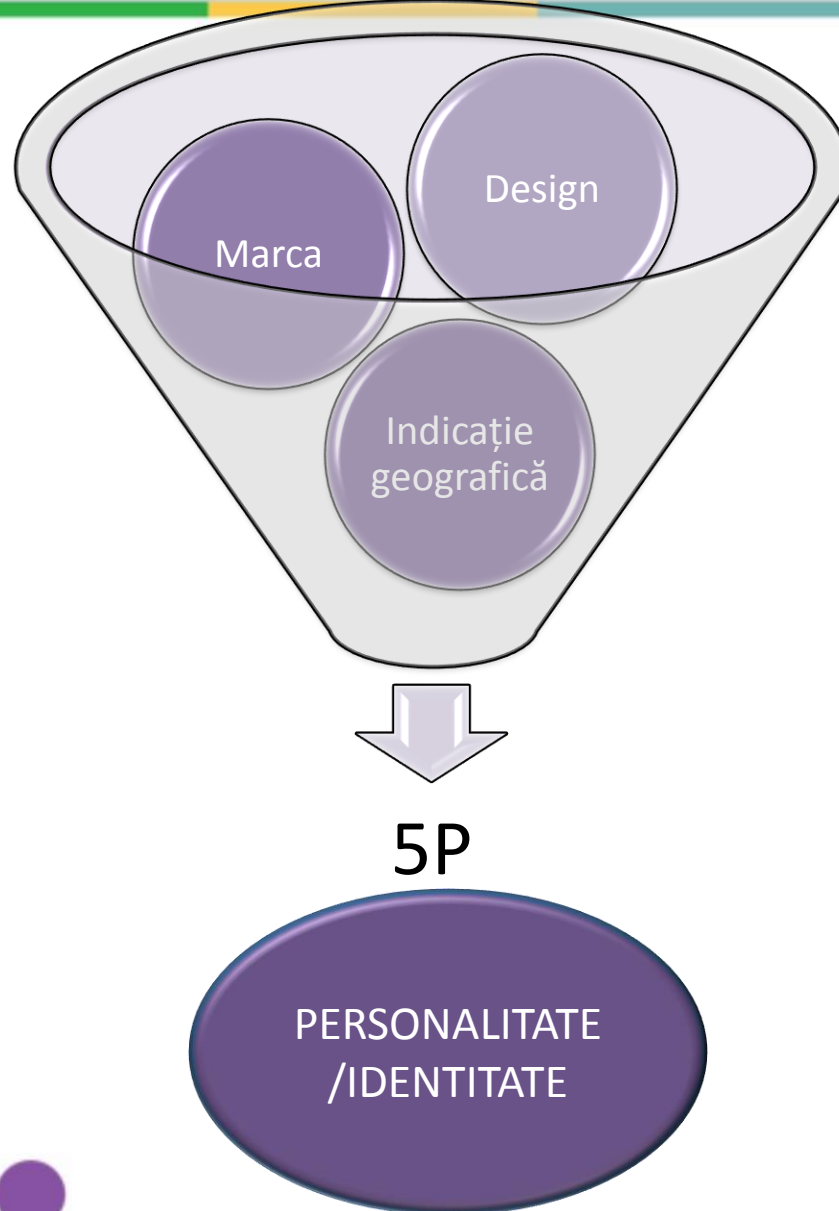 Design
Marca
Indicație
geografică
5P
PERSONALITATE
/IDENTITATE